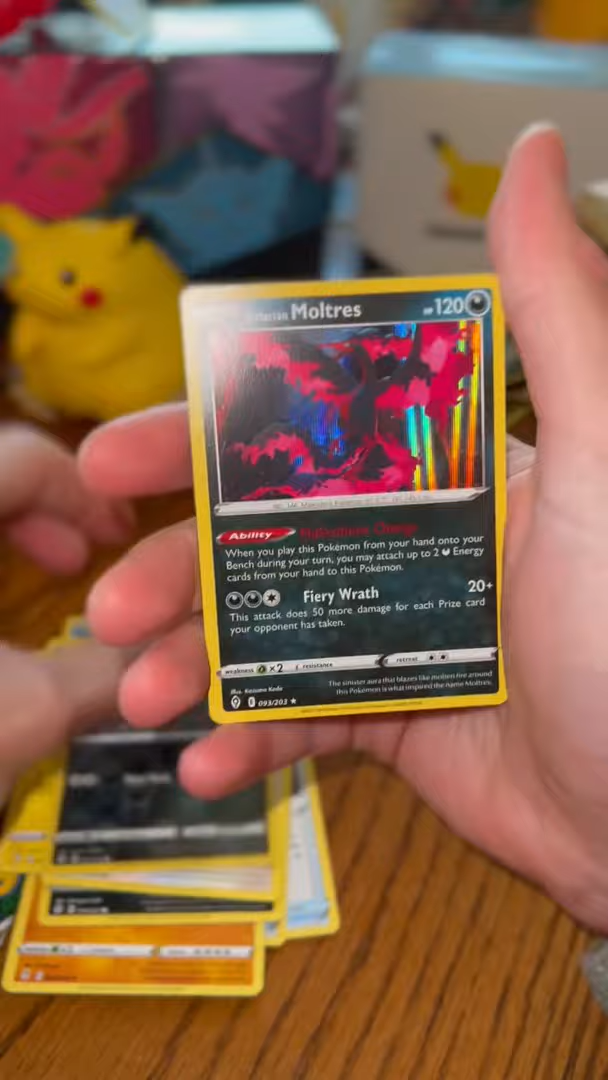 Moltres HP 120
Ability
When you play this Pokémon from your hand onto your
Bench during your turn, you may attach up to 2 Energy
cards from your hand to this Pokémon.
Fiery Wrath 20+
This attack does 50 more damage for each Prize card
your opponent has taken.
weakness ×2 resistance retreat
The sinister aura that blazes like molten fire around
this Pokémon is what inspired the name Moltres.
Illus.
093/203 ★